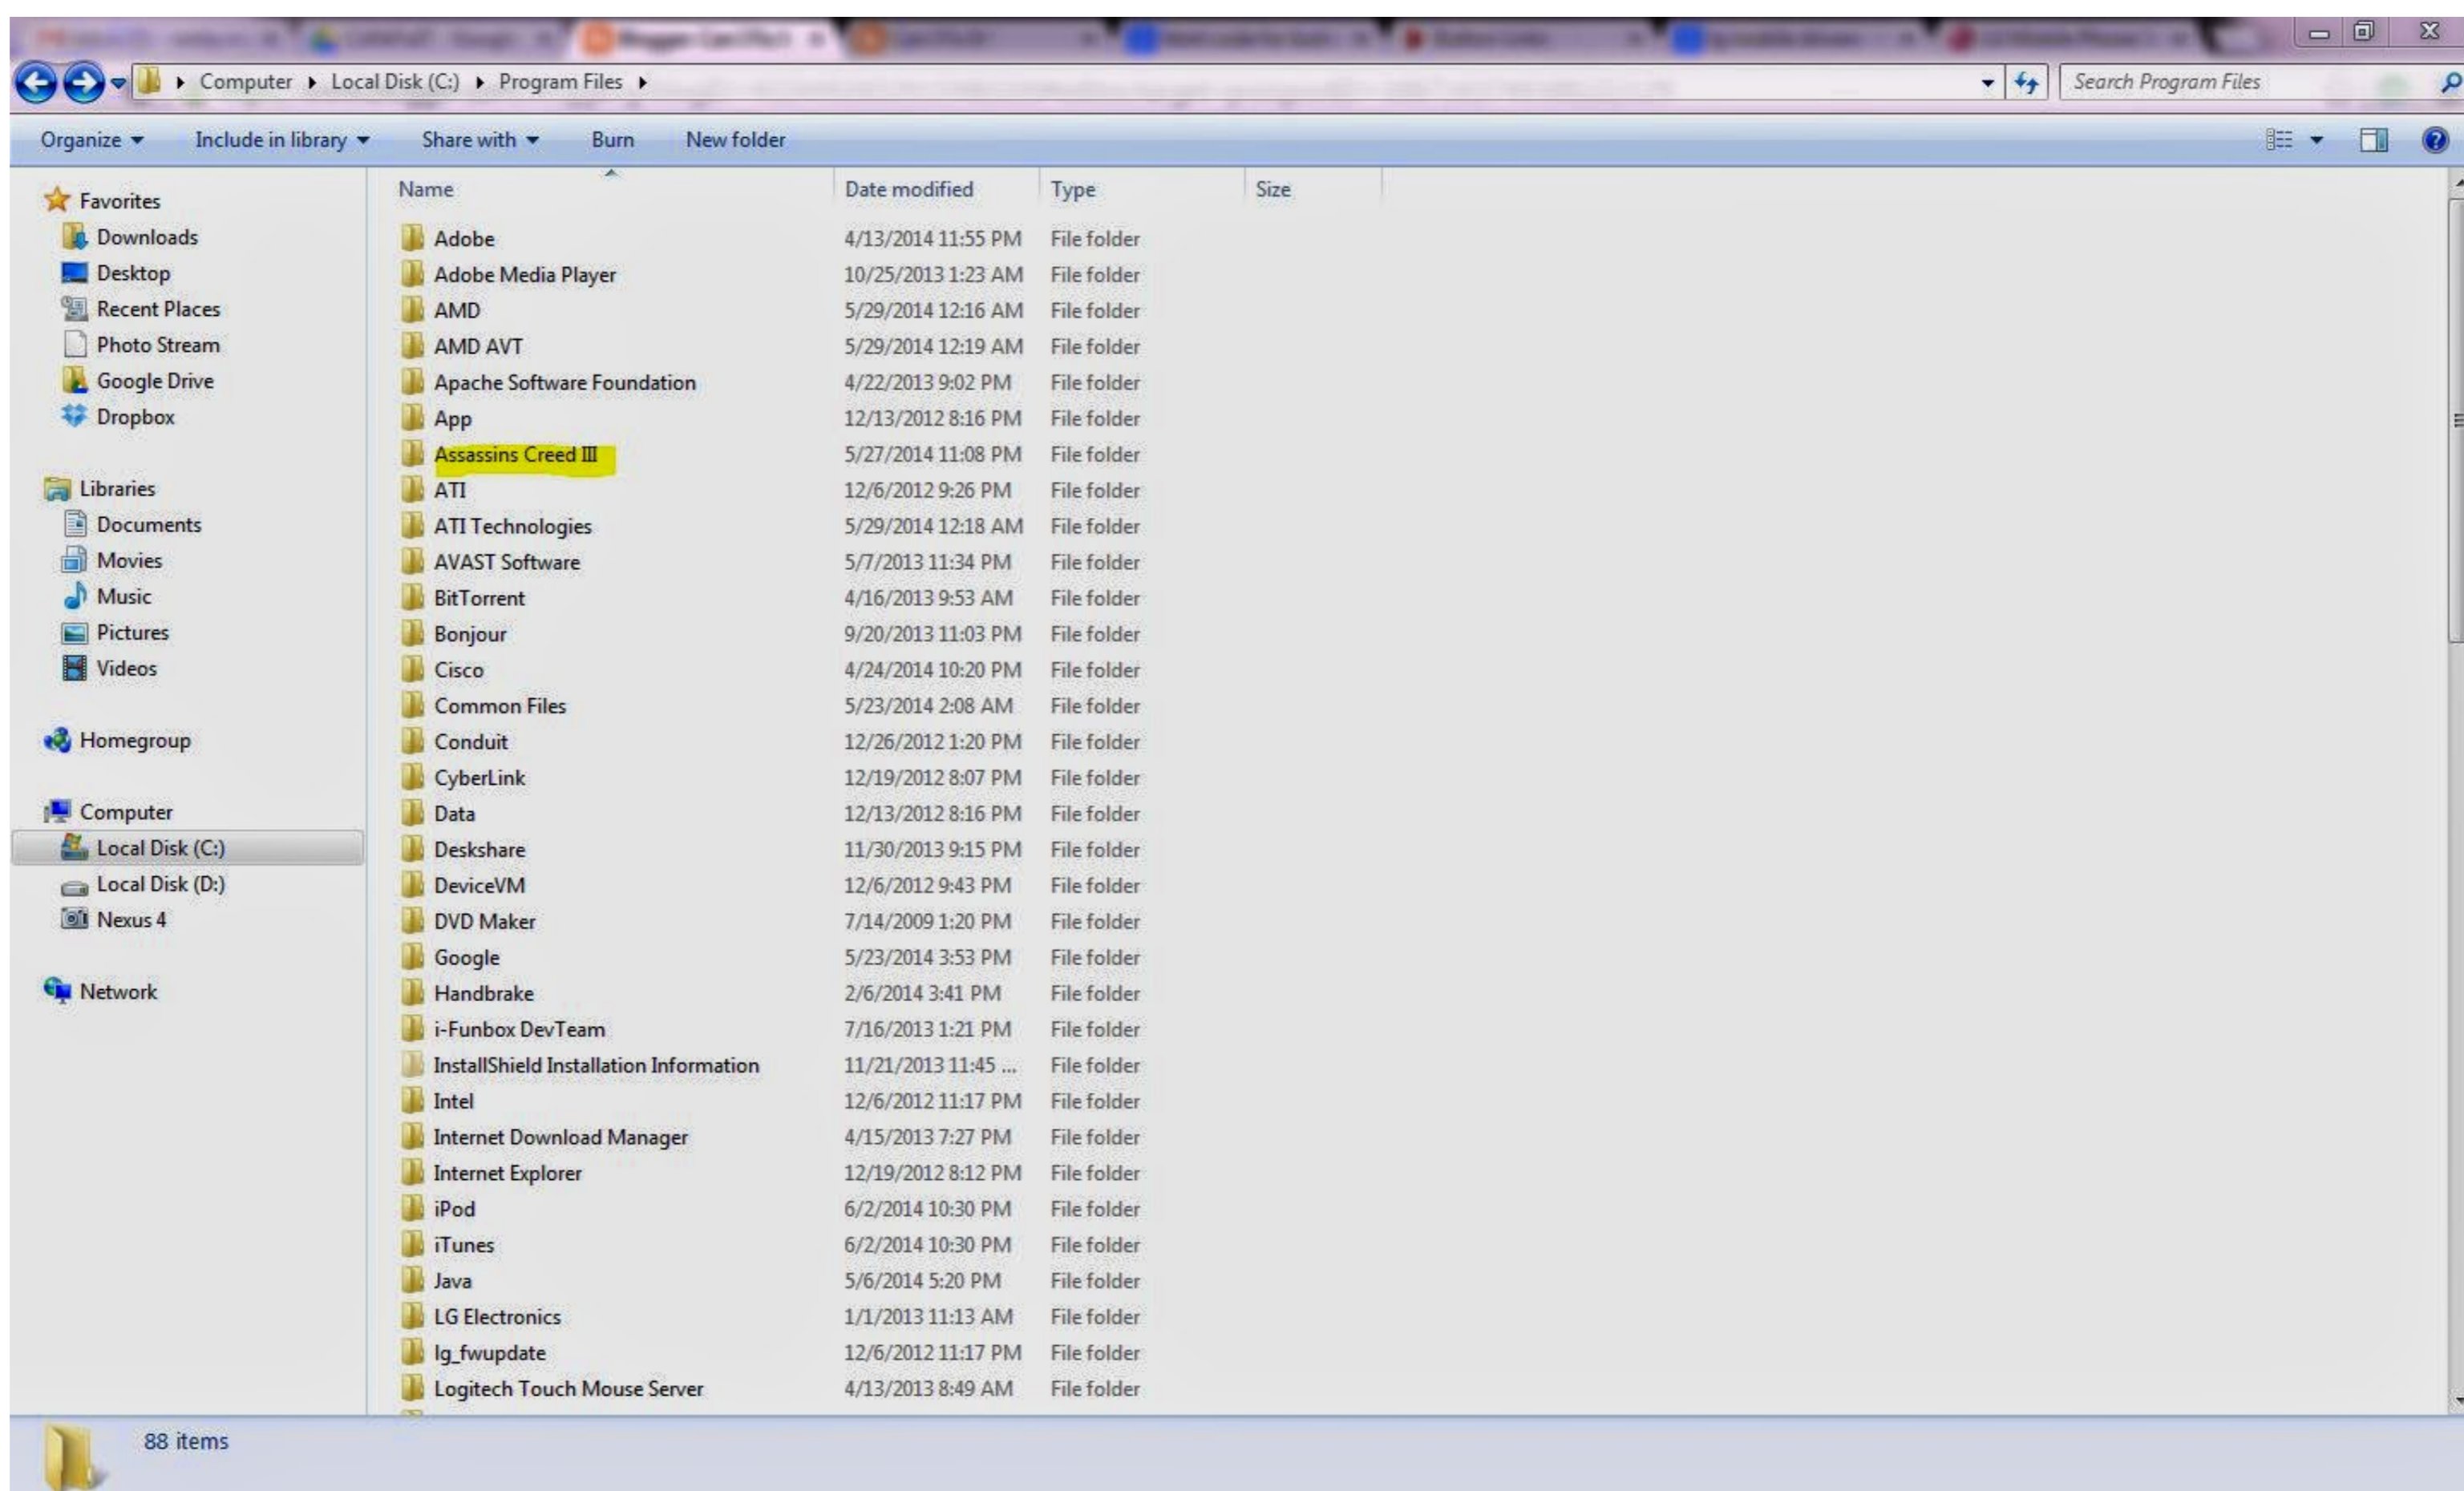 Computer Local Disk (C:) Program Files Search Program Files
Organize Include in library Share with Burn New folder
Favorites
Downloads
Desktop
Recent Places
Photo Stream
Google Drive
Dropbox
Libraries
Documents
Movies
Music
Pictures
Videos
Homegroup
Computer
Local Disk (C:)
Local Disk (D:)
Nexus 4
Network
Name Date modified Type Size
Adobe 4/13/2014 11:55 PM File folder
Adobe Media Player 10/25/2013 1:23 AM File folder
AMD 5/29/2014 12:16 AM File folder
AMD AVT 5/29/2014 12:19 AM File folder
Apache Software Foundation 4/22/2013 9:02 PM File folder
App 12/13/2012 8:16 PM File folder
Assassins Creed III 5/27/2014 11:08 PM File folder
ATI 12/6/2012 9:26 PM File folder
ATI Technologies 5/29/2014 12:18 AM File folder
AVAST Software 5/7/2013 11:34 PM File folder
BitTorrent 4/16/2013 9:53 AM File folder
Bonjour 9/20/2013 11:03 PM File folder
Cisco 4/24/2014 10:20 PM File folder
Common Files 5/23/2014 2:08 AM File folder
Conduit 12/26/2012 1:20 PM File folder
CyberLink 12/19/2012 8:07 PM File folder
Data 12/13/2012 8:16 PM File folder
Deskshare 11/30/2013 9:15 PM File folder
DeviceVM 12/6/2012 9:43 PM File folder
DVD Maker 7/14/2009 1:20 PM File folder
Google 5/23/2014 3:53 PM File folder
Handbrake 2/6/2014 3:41 PM File folder
i-Funbox DevTeam 7/16/2013 1:21 PM File folder
InstallShield Installation Information 11/21/2013 11:45 ... File folder
Intel 12/6/2012 11:17 PM File folder
Internet Download Manager 4/15/2013 7:27 PM File folder
Internet Explorer 12/19/2012 8:12 PM File folder
iPod 6/2/2014 10:30 PM File folder
iTunes 6/2/2014 10:30 PM File folder
Java 5/6/2014 5:20 PM File folder
LG Electronics 1/1/2013 11:13 AM File folder
lg_fwupdate 12/6/2012 11:17 PM File folder
Logitech Touch Mouse Server 4/13/2013 8:49 AM File folder
88 items